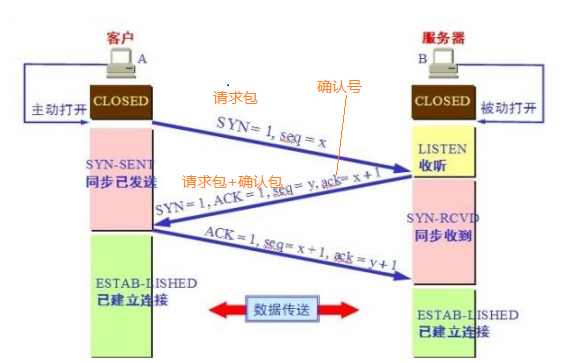 客户
服务器
A
B
CLOSED
CLOSED
主动打开
被动打开
请求包
确认号
SYN = 1, seq = x
LISTEN
收听
SYN-SENT
同步已发送
请求包+确认包
SYN = 1, ACK = 1, seq = y, ack= x + 1
SYN-RCVD
同步收到
ACK = 1, seq = x + 1, ack = y + 1
ESTAB-LISHED
已建立连接
数据传送
ESTAB-LISHED
已建立连接